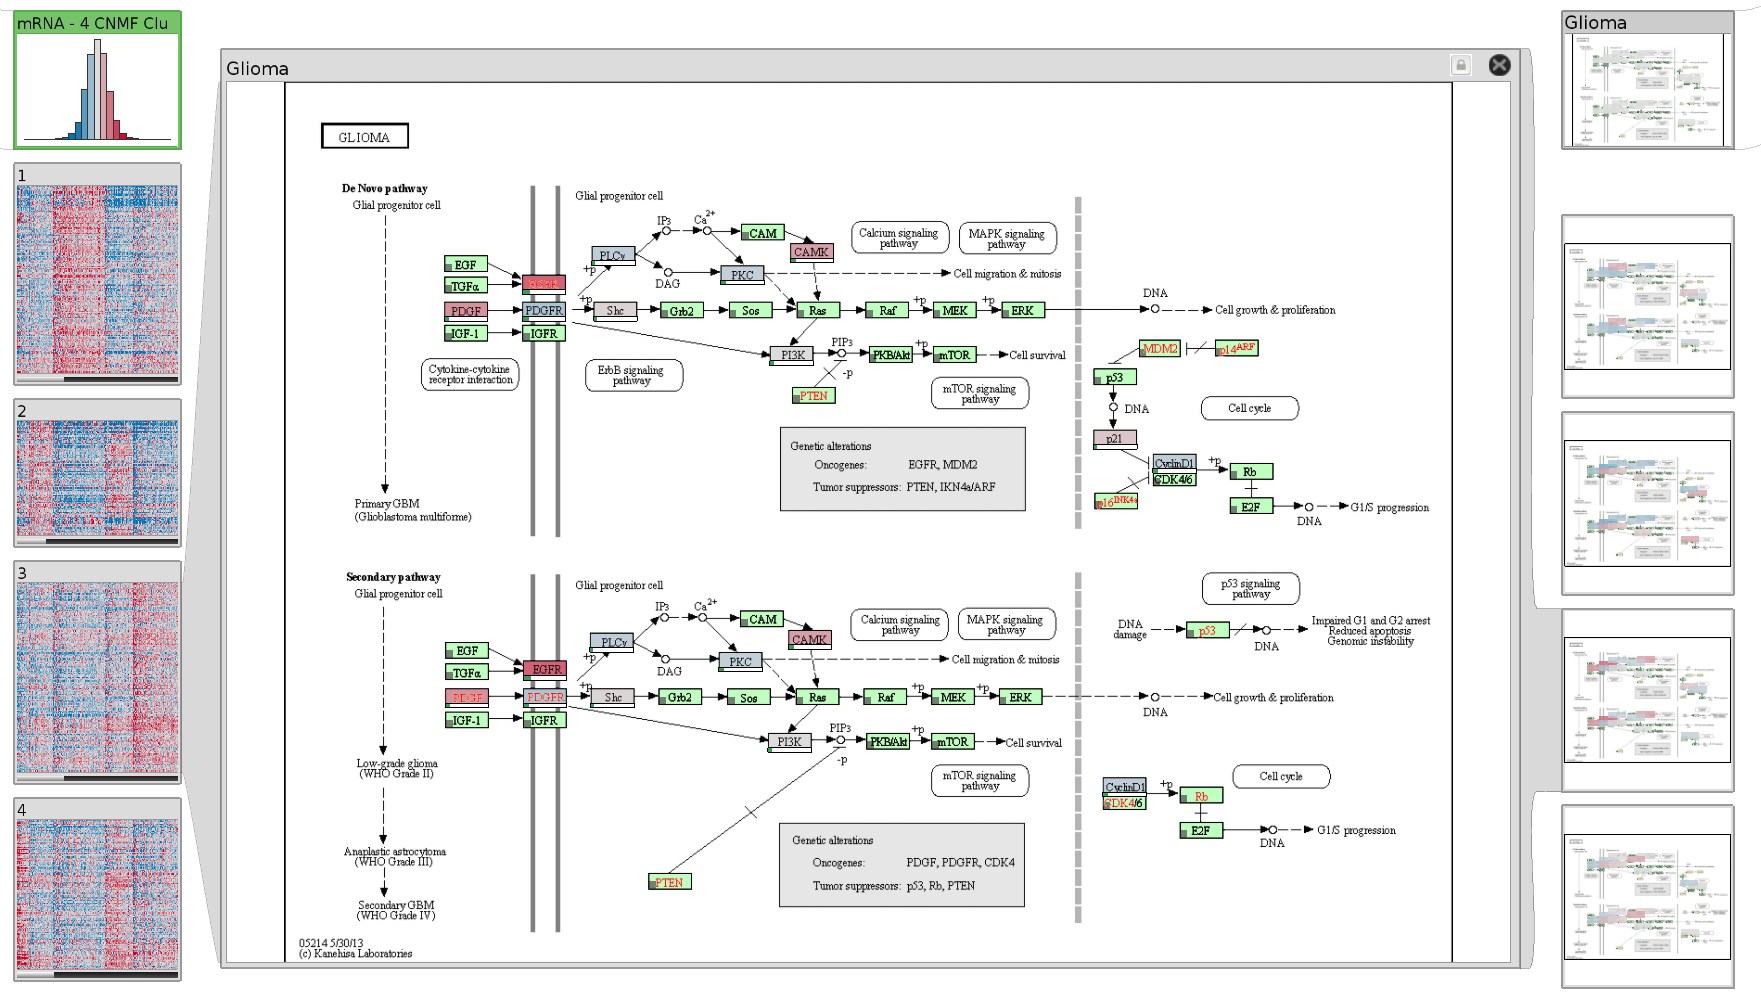 mRNA - 4 CNMF Clu
1
2
3
4
Glioma
Glioma
GLIOMA
De Novo pathway
Glial progenitor cell
Glial progenitor cell
IP3
Ca2+
CAM
CAMK
Calcium signaling
pathway
MAPK signaling
pathway
PLCγ
+p
DAG
PKC
Cell migration & mitosis
EGF
TGFα
EGFR
PDGF
PDGFR
IGF-1
IGFR
+p
Shc
Grb2
Sos
Ras
Raf
+p
MEK
+p
ERK
DNA
Cell growth & proliferation
PI3K
PIP3
-p
PKB/Akt
+p
mTOR
Cell survival
PTEN
Cytokine-cytokine
receptor interaction
ErbB signaling
pathway
mTOR signaling
pathway
MDM2
p14ARF
p53
DNA
Cell cycle
p21
CyclinD1
CDK4/6
+p
Rb
p16INK4a
E2F
DNA
G1/S progression
Genetic alterations
Oncogenes: EGFR, MDM2
Tumor suppressors: PTEN, IKN4a/ARF
Primary GBM
(Glioblastoma multiforme)
Secondary pathway
Glial progenitor cell
Glial progenitor cell
IP3
Ca2+
CAM
CAMK
Calcium signaling
pathway
MAPK signaling
pathway
p53 signaling
pathway
DNA
damage
p53
DNA
Impaired G1 and G2 arrest
Reduced apoptosis
Genomic instability
PLCγ
+p
DAG
PKC
Cell migration & mitosis
EGF
TGFα
EGFR
PDGF
PDGFR
IGF-1
IGFR
+p
Shc
Grb2
Sos
Ras
Raf
+p
MEK
+p
ERK
DNA
Cell growth & proliferation
PI3K
PIP3
-p
PKB/Akt
+p
mTOR
Cell survival
mTOR signaling
pathway
Cell cycle
CyclinD1
CDK4/6
+p
Rb
E2F
DNA
G1/S progression
PTEN
Low-grade glioma
(WHO Grade II)
Anaplastic astrocytoma
(WHO Grade III)
Secondary GBM
(WHO Grade IV)
Genetic alterations
Oncogenes: PDGF, PDGFR, CDK4
Tumor suppressors: p53, Rb, PTEN
05214 5/30/13
(c) Kanehisa Laboratories